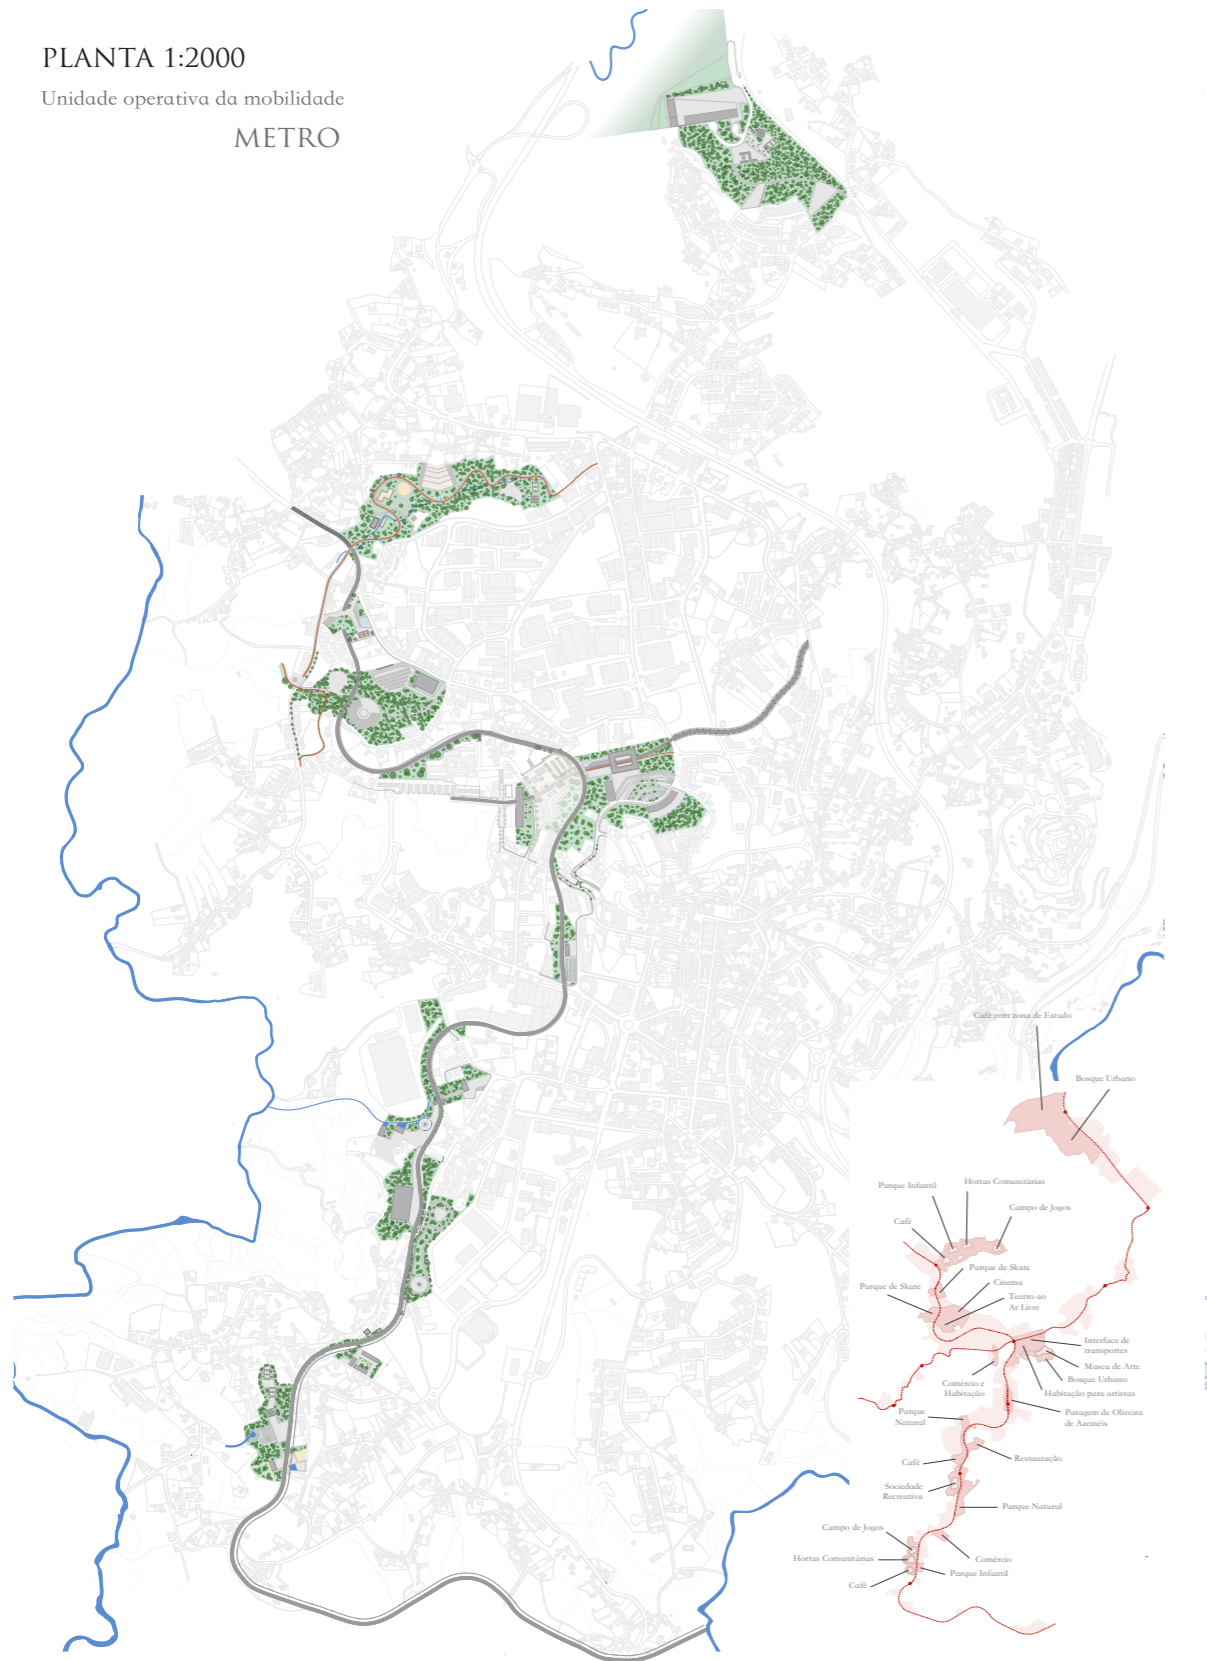 PLANTA 1:2000
Unidade operativa da mobilidade
METRO
Café com zona de Estudo
Bosque Urbano
Parque Infantil
Hortas Comunitárias
Campo de Jogos
Café
Parque de Skate
Parque de Skate
Cinema
Teatro ao
Ar Livre
Interface de
transportes
Museu de Arte
Bosque Urbano
Habitação para artistas
Comércio e
Habitação
Paragem de Oliveira
de Azeméis
Parque
Natural
Restauração
Café
Sociedade
Recreativa
Parque Natural
Campo de Jogos
Hortas Comunitárias
Comércio
Parque Infantil
Café